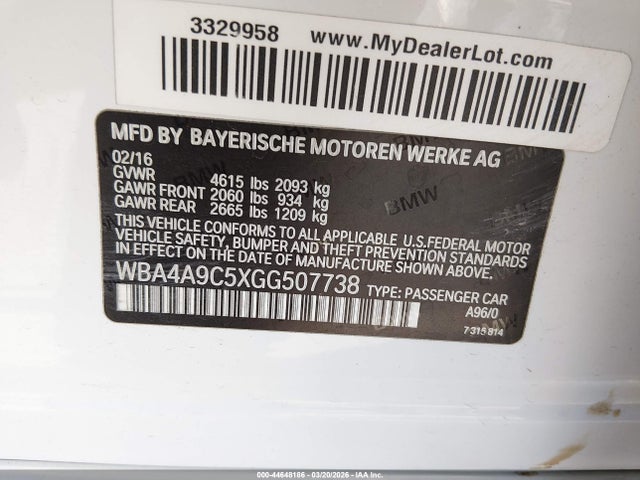 3329958 www.MyDealerLot.com
MFD BY BAYERISCHE MOTOREN WERKE AG
02/16
GVWR 4615 lbs 2093 kg
GAWR FRONT 2060 lbs 934 kg
GAWR REAR 2665 lbs 1209 kg
THIS VEHICLE CONFORMS TO ALL APPLICABLE U.S.FEDERAL MOTOR
VEHICLE SAFETY, BUMPER AND THEFT PREVENTION STANDARDS
IN EFFECT ON THE DATE OF MANUFACTURE SHOWN ABOVE.
WBA4A9C5XGG507738 TYPE: PASSENGER CAR
A96/0
7 315 814
000-44648186 - 03/20/2026 - IAA Inc.